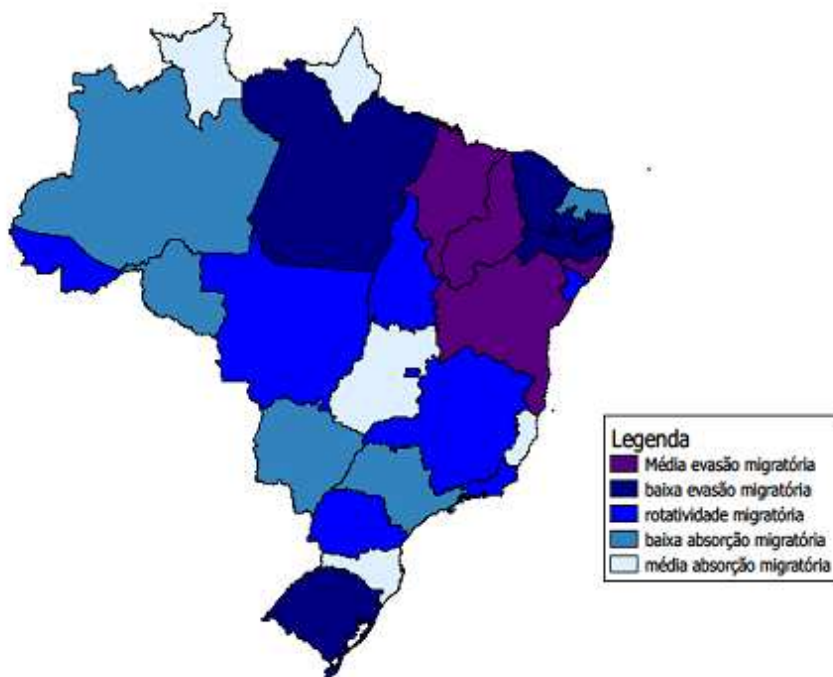 Legenda
Média evasão migratória
baixa evasão migratória
rotatividade migratória
baixa absorção migratória
média absorção migratória